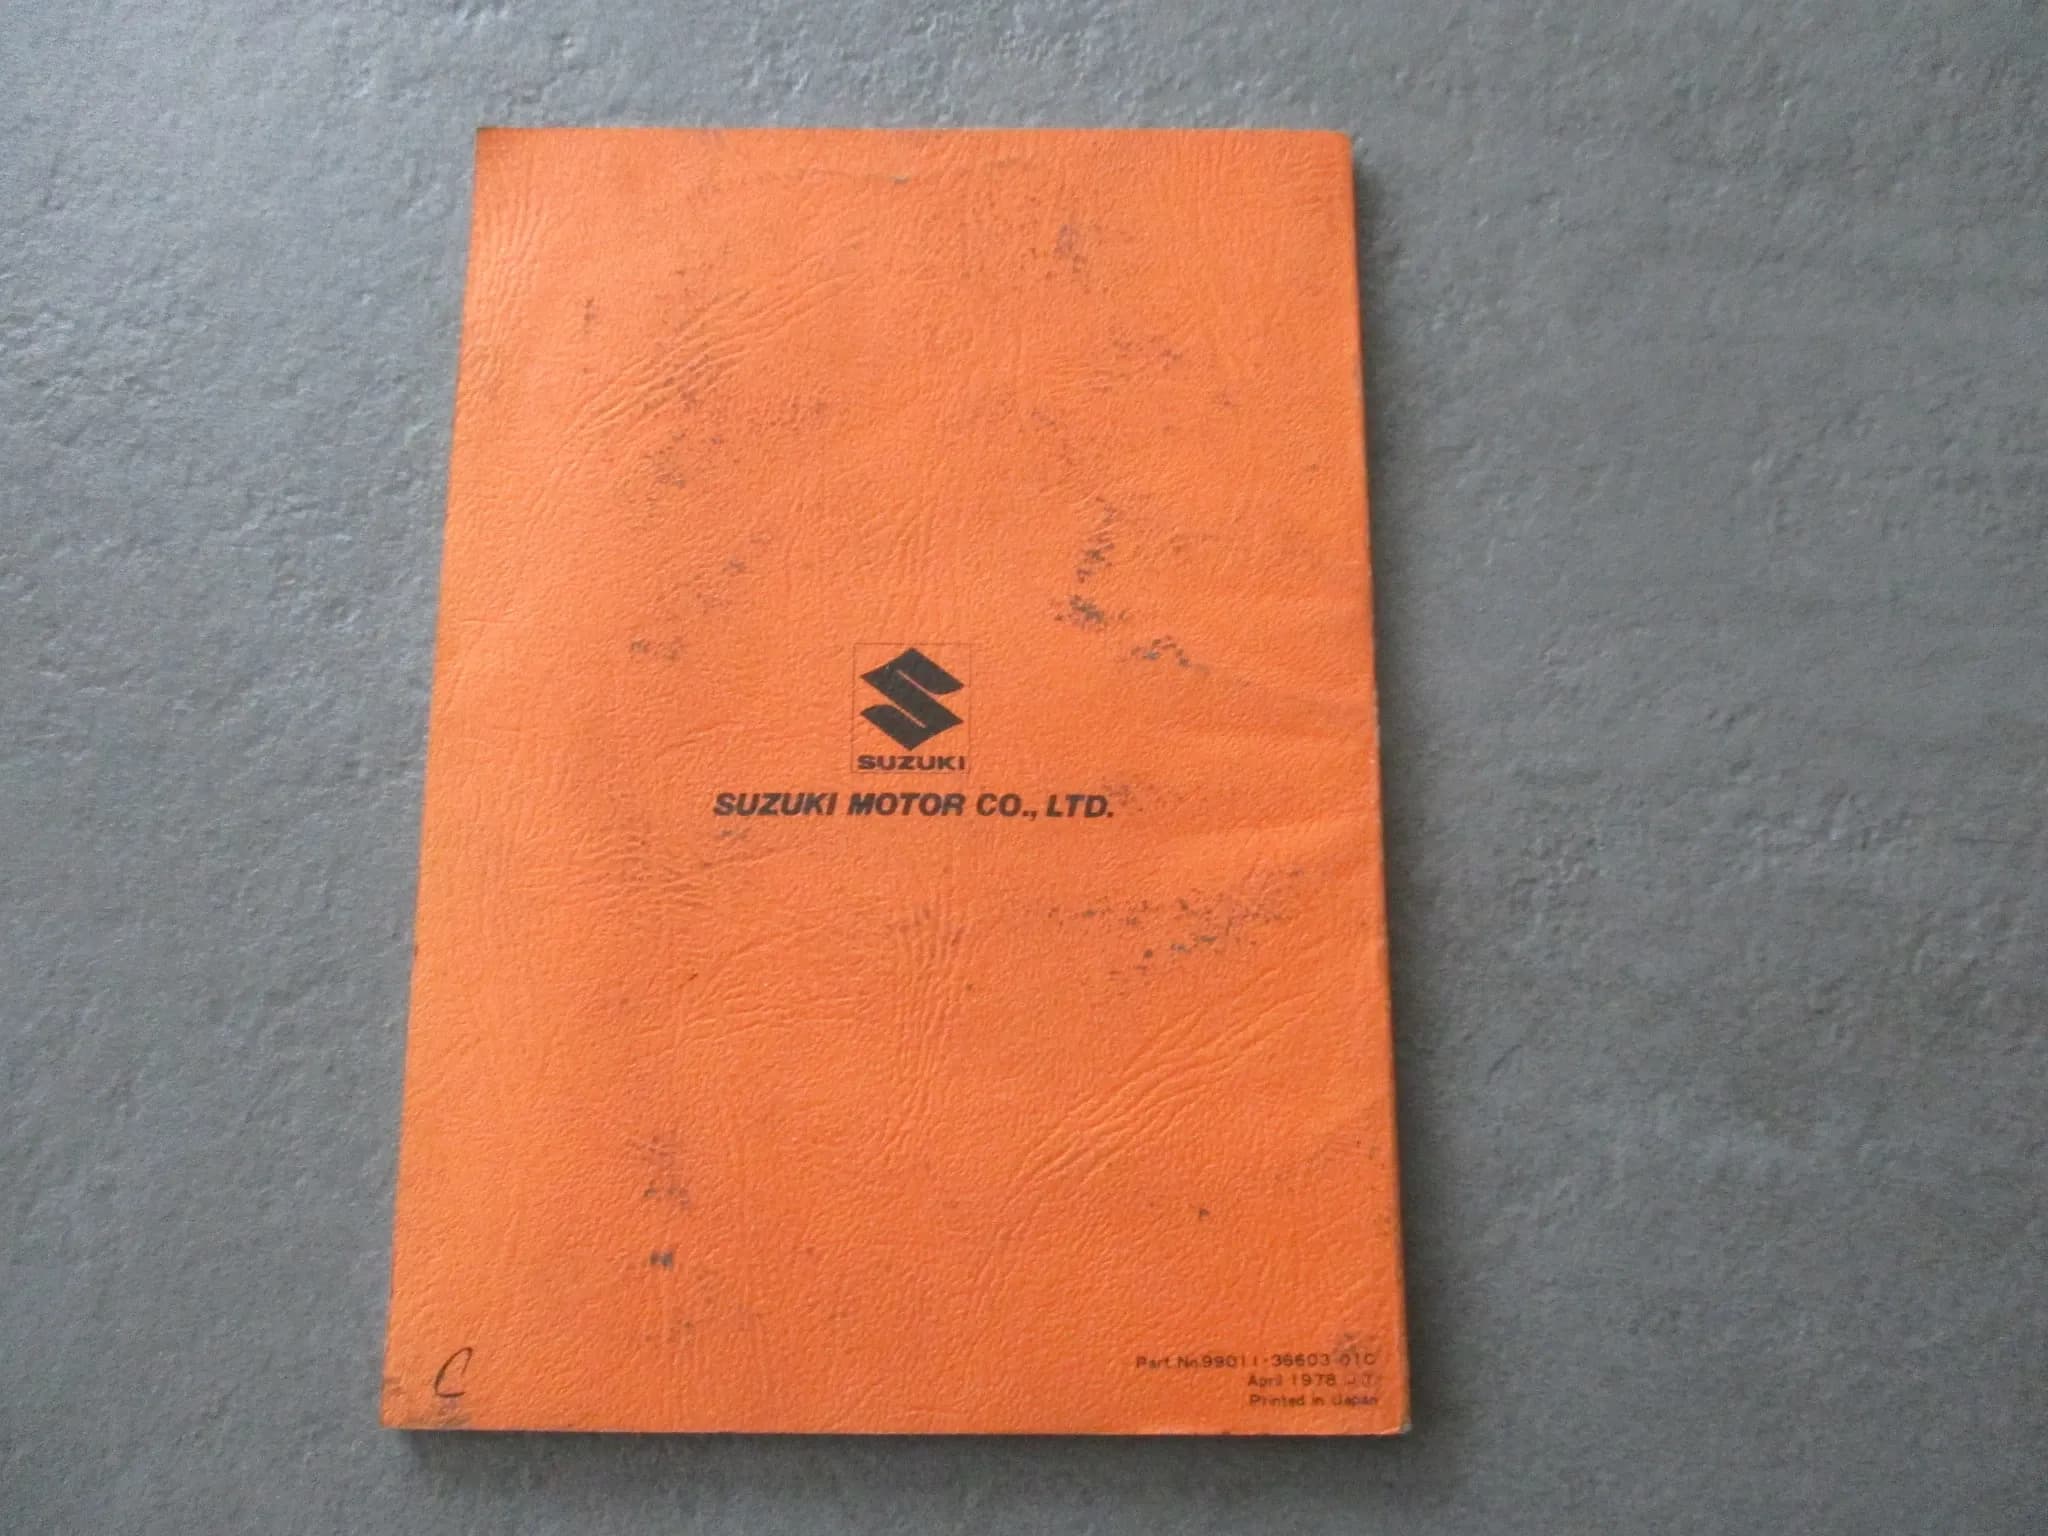 SUZUKI
SUZUKI MOTOR CO., LTD.
C
Part No. 99011-36603-01C
April 1978
Printed in Japan